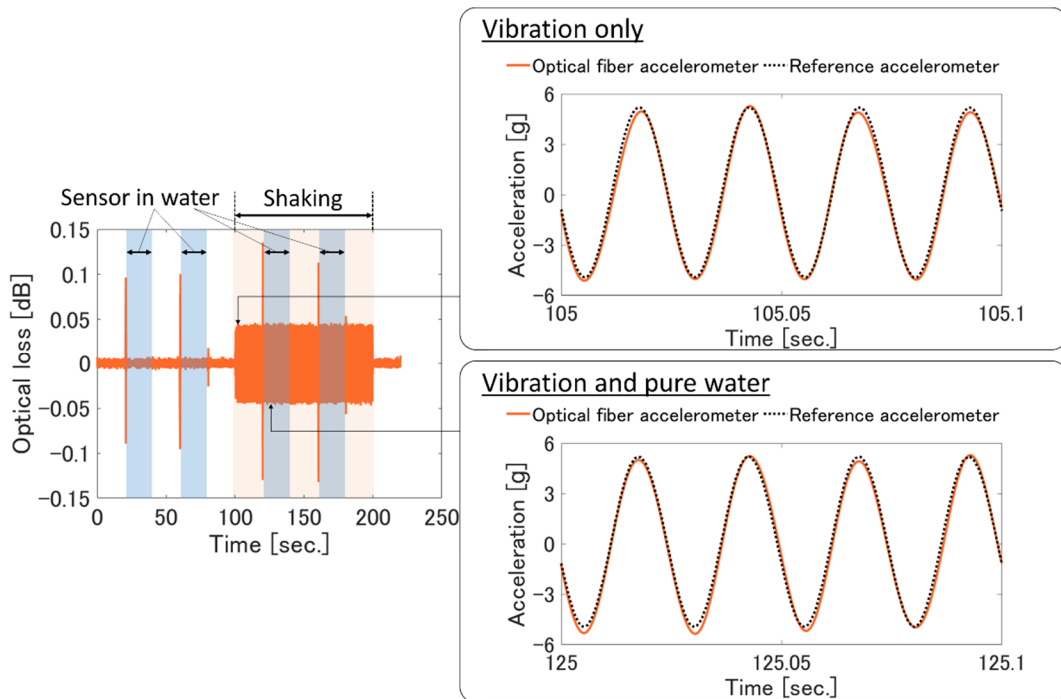 Sensor in water
Shaking
Optical loss [dB]
0.15
0.1
0.05
0
−0.05
−0.1
−0.15
0 50 100 150 200 250
Time [sec.]
Vibration only
Optical fiber accelerometer Reference accelerometer
Acceleration [g]
6
3
0
−3
−6
105 105.05 105.1
Time [sec.]
Vibration and pure water
Optical fiber accelerometer Reference accelerometer
Acceleration [g]
6
3
0
−3
−6
125 125.05 125.1
Time [sec.]